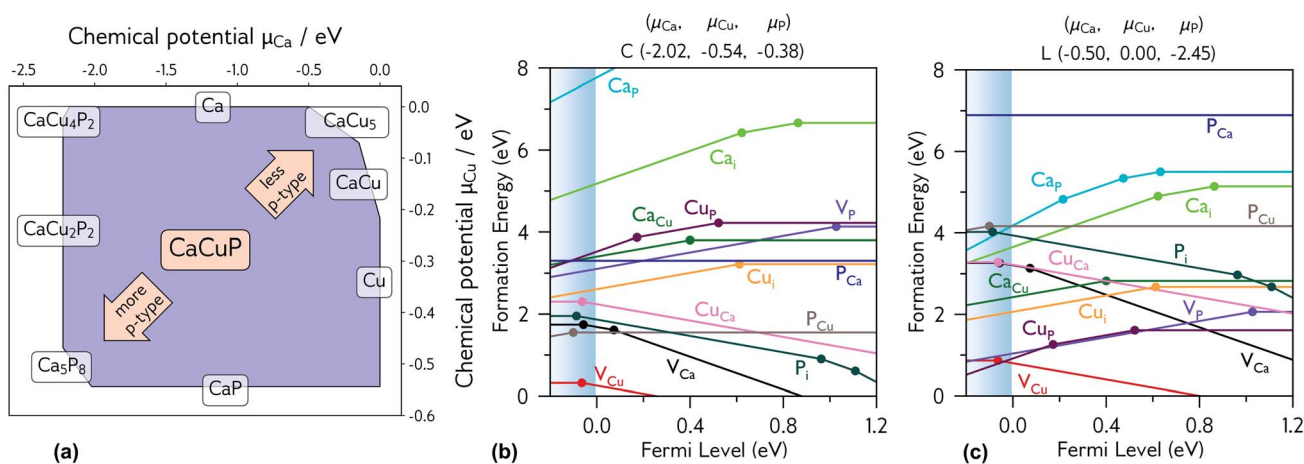 Chemical potential μCa / eV
-2.5 -2.0 -1.5 -1.0 -0.5 0.0
Ca
CaCu4P2
CaCu5
less p-type
CaCu
CaCu2P2
CaCuP
Cu
more p-type
Ca5P8
CaP
0.0
-0.1
-0.2
-0.3
-0.4
-0.5
-0.6
Chemical potential μCu / eV
(a)
(μCa, μCu, μP)
C (-2.02, -0.54, -0.38)
8
6
4
2
0
Formation Energy (eV)
CaP
Cai
CaCu
CuP
VP
PCa
Cui
CuCa
PCu
VCu
VCa
Pi
0.0 0.4 0.8 1.2
Fermi Level (eV)
(b)
(μCa, μCu, μP)
L (-0.50, 0.00, -2.45)
8
6
4
2
0
Formation Energy (eV)
PCa
CaP
Cai
PCu
Pi
CuCa
CaCu
Cui
VP
CuP
VCu
VCa
0.0 0.4 0.8 1.2
Fermi Level (eV)
(c)